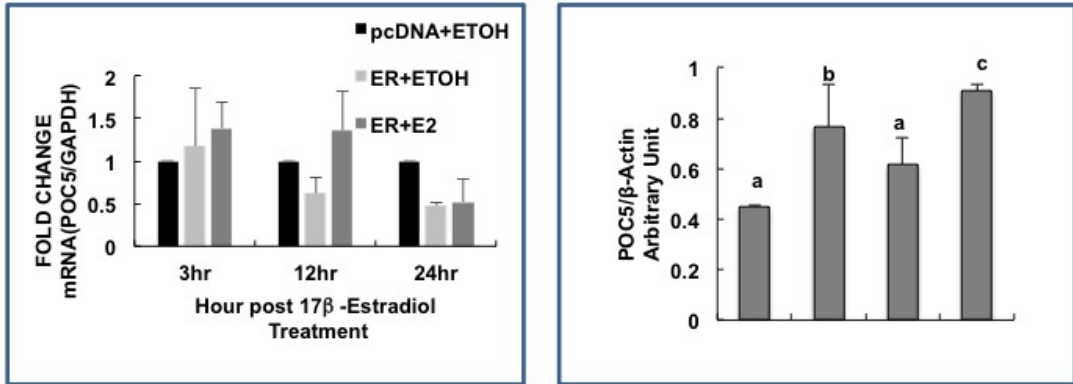 pcDNA+ETOH
ER+ETOH
ER+E2
FOLD CHANGE
mRNA(POC5/GAPDH)
2
1.5
1
0.5
0
3hr 12hr 24hr
Hour post 17β -Estradiol
Treatment
POC5/β-Actin
Arbitrary Unit
1
0.8
0.6
0.4
0.2
0
a
b
a
c